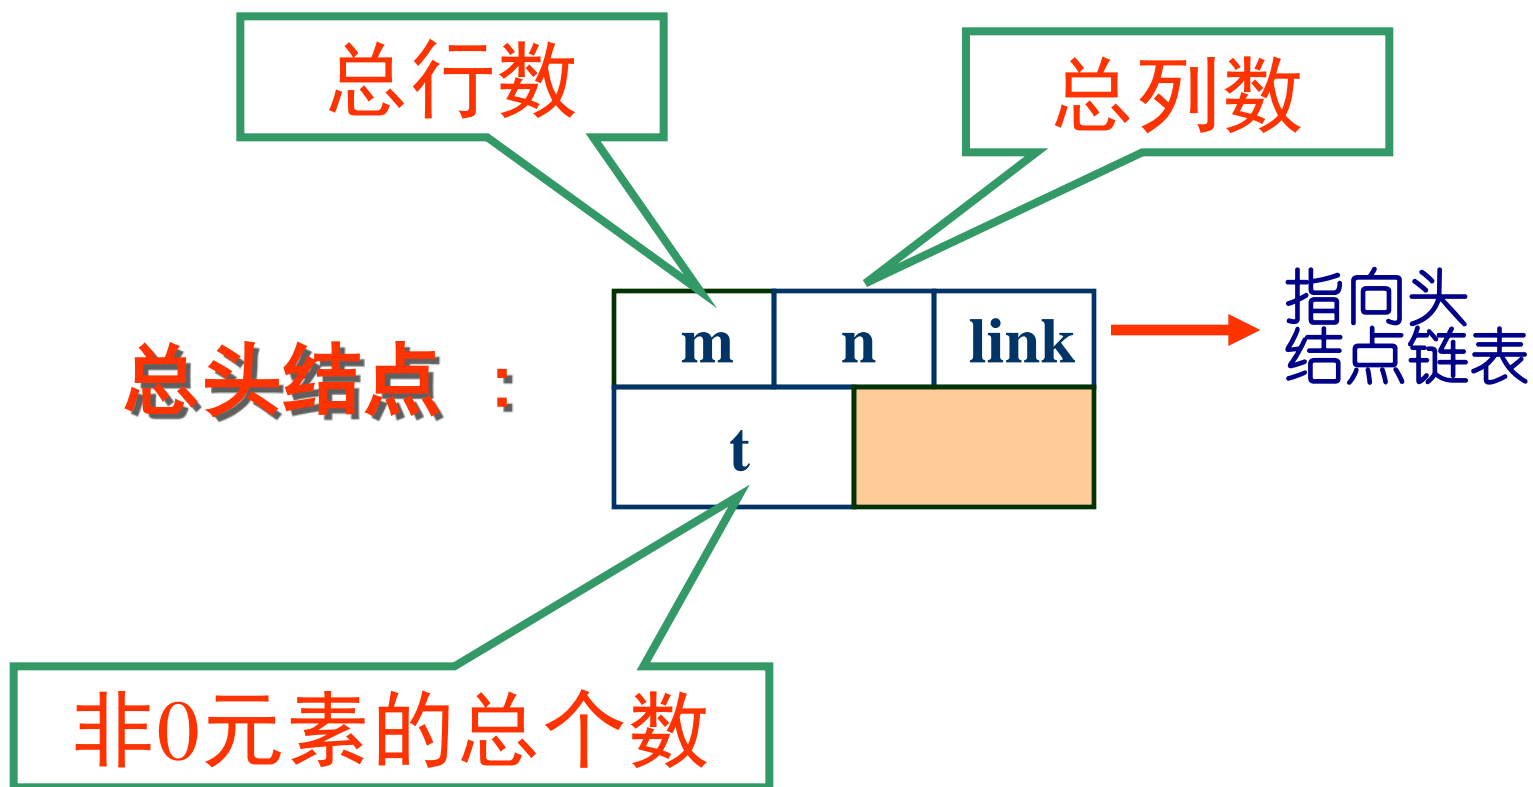 总行数
总列数
m n link
指向头
结点链表
总头结点 ：
t
非0元素的总个数